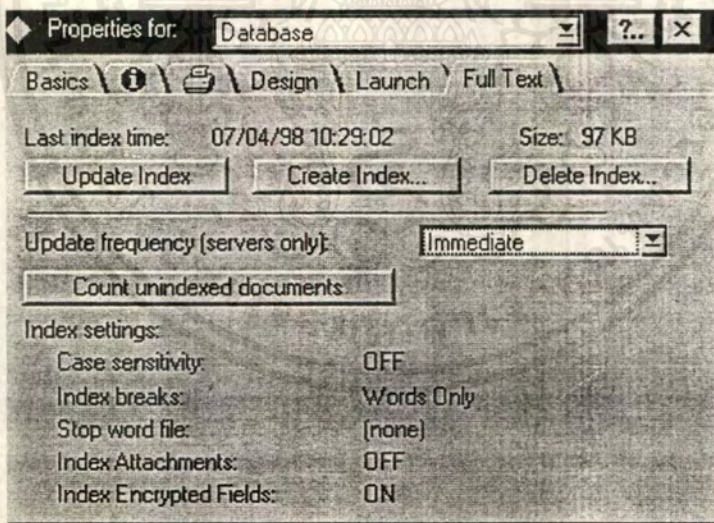 Properties for: Database ?..
Basics Design Launch Full Text
Last index time: 07/04/98 10:29:02 Size: 97 KB
Update Index Create Index... Delete Index...
Update frequency (servers only): Immediate
Count unindexed documents
Index settings:
Case sensitivity: OFF
Index breaks: Words Only
Stop word file: (none)
Index Attachments: OFF
Index Encrypted Fields: ON